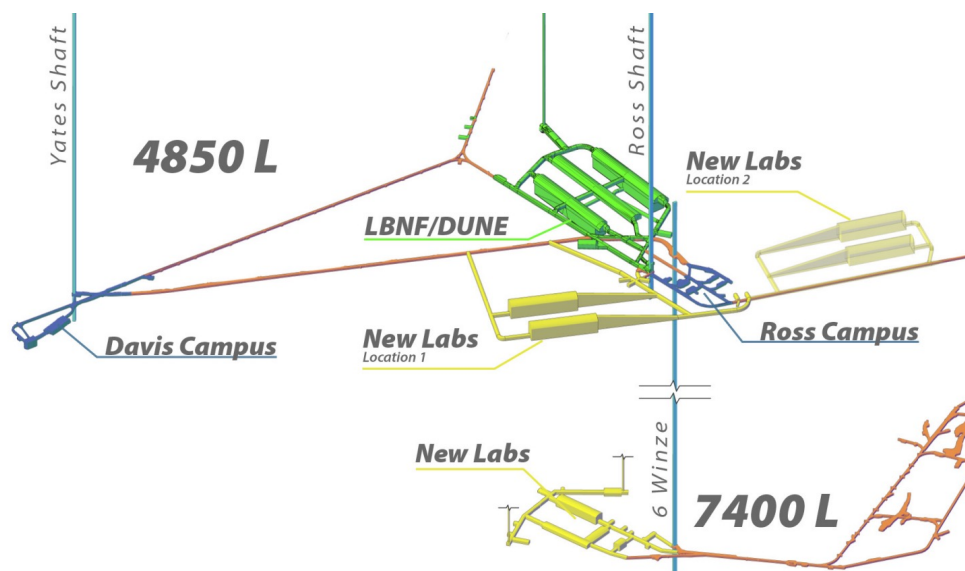 Yates Shaft
4850 L
Ross Shaft
New Labs
Location 2
LBNF/DUNE
Davis Campus
New Labs
Location 1
Ross Campus
New Labs
6 Winze
7400 L